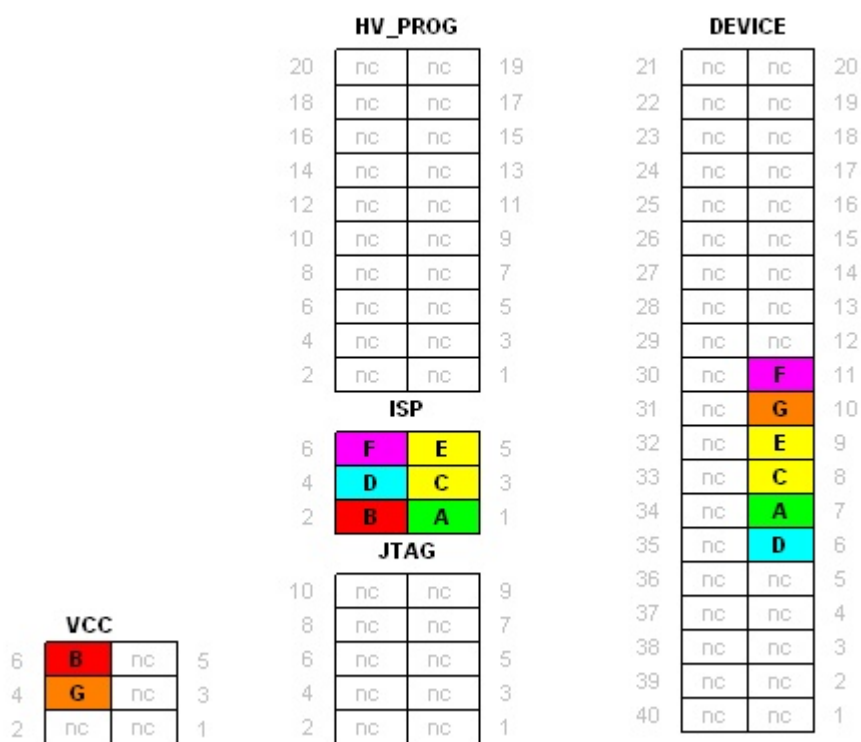 HV_PROG DEVICE
20 nc nc 19 21 nc nc 20
18 nc nc 17 22 nc nc 19
16 nc nc 15 23 nc nc 18
14 nc nc 13 24 nc nc 17
12 nc nc 11 25 nc nc 16
10 nc nc 9 26 nc nc 15
8 nc nc 7 27 nc nc 14
6 nc nc 5 28 nc nc 13
4 nc nc 3 29 nc nc 12
2 nc nc 1 30 nc F 11
ISP 31 nc G 10
6 F E 5 32 nc E 9
4 D C 3 33 nc C 8
2 B A 1 34 nc A 7
JTAG 35 nc D 6
10 nc nc 9 36 nc nc 5
VCC 8 nc nc 7 37 nc nc 4
6 B nc 5 6 nc nc 5 38 nc nc 3
4 G nc 3 4 nc nc 3 39 nc nc 2
2 nc nc 1 2 nc nc 1 40 nc nc 1